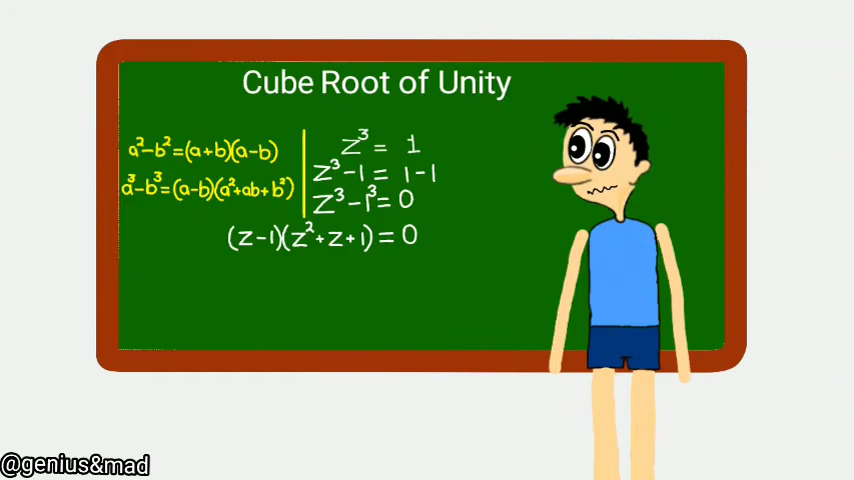 Cube Root of Unity
a²-b²=(a+b)(a-b)
a³-b³=(a-b)(a²+ab+b²)
z³ = 1
z³-1 = 1-1
z³-1³=0
(z-1)(z²+z+1)=0
@genius&mad